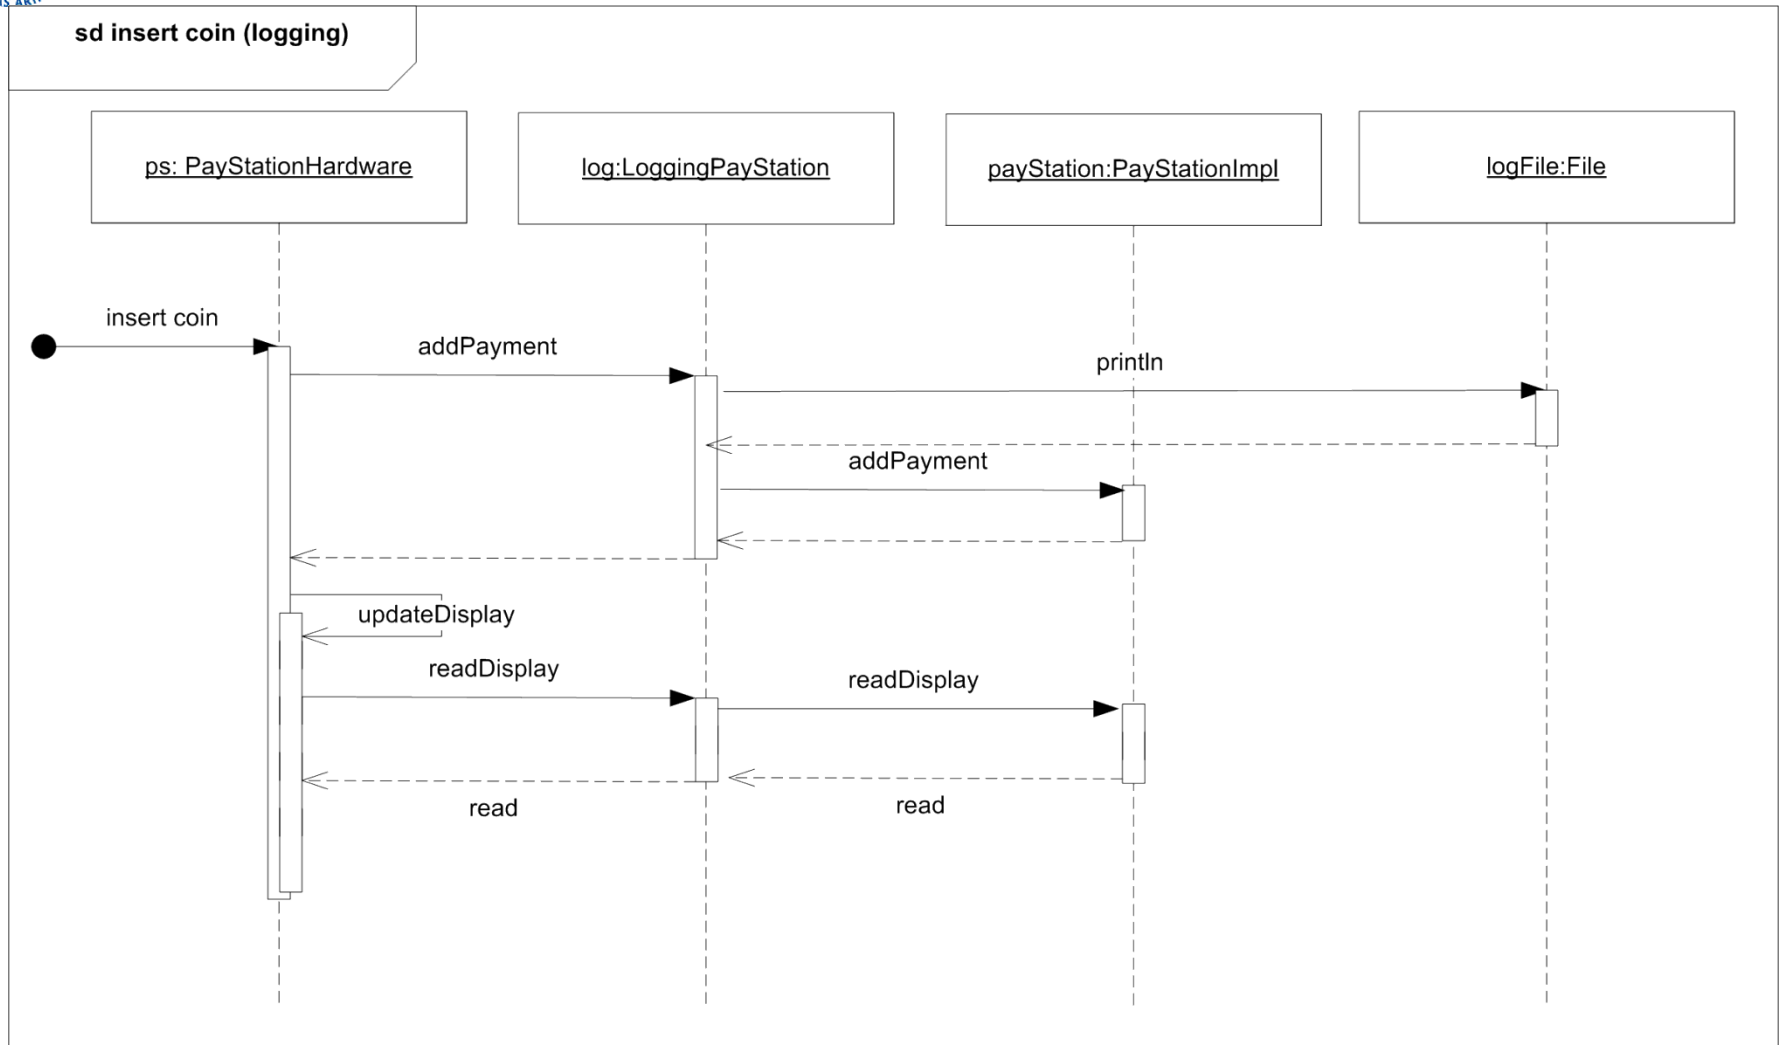 sd insert coin (logging)
ps: PayStationHardware
log:LoggingPayStation
payStation:PayStationImpl
logFile:File
insert coin
addPayment
println
addPayment
updateDisplay
readDisplay
readDisplay
read
read